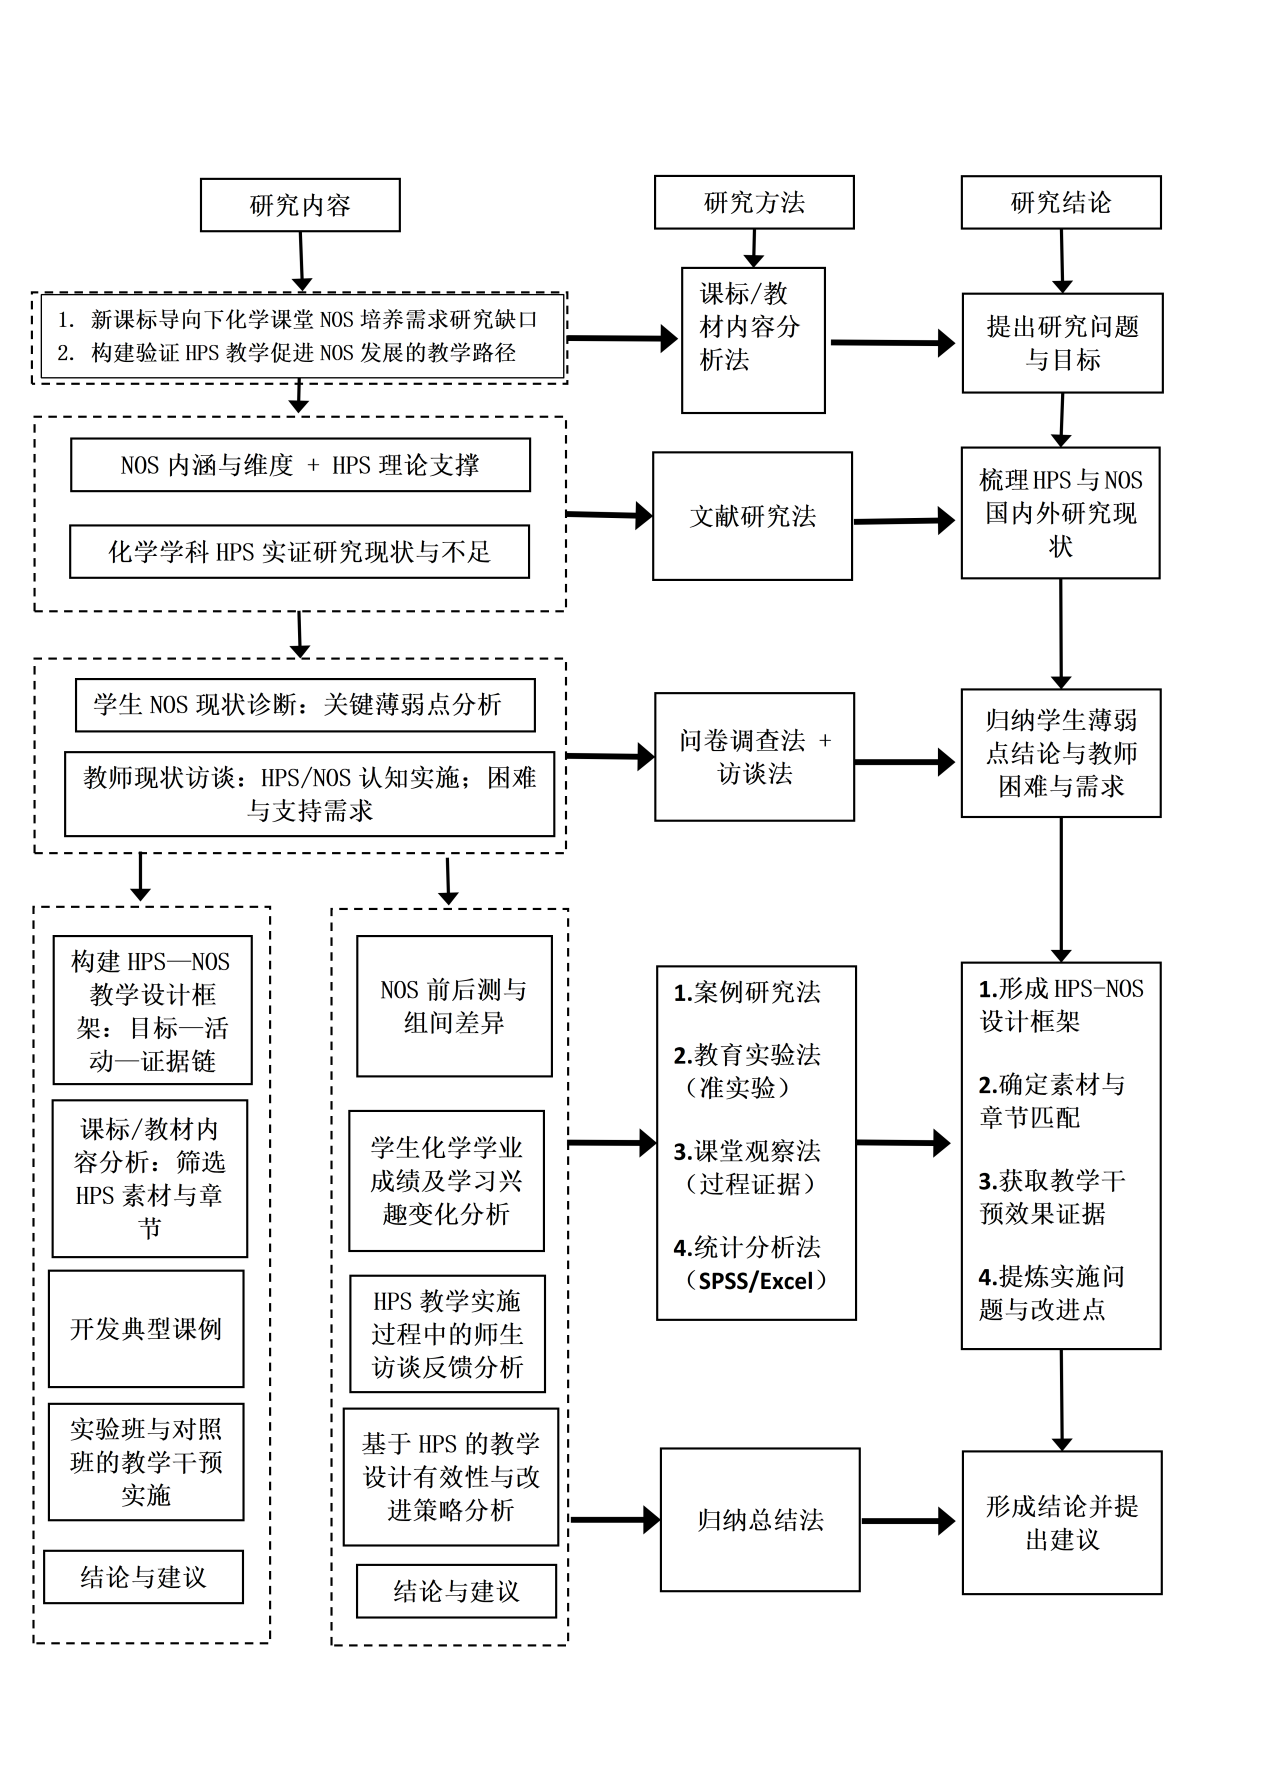 研究内容
研究方法
研究结论
1. 新课标导向下化学课堂 NOS 培养需求研究缺口
2. 构建验证 HPS 教学促进 NOS 发展的教学路径
课标/教
材内容分
析法
提出研究问题
与目标
NOS 内涵与维度 + HPS 理论支撑
化学学科 HPS 实证研究现状与不足
文献研究法
梳理 HPS 与 NOS
国内外研究现
状
学生 NOS 现状诊断：关键薄弱点分析
教师现状访谈：HPS/NOS 认知实施；困难
与支持需求
问卷调查法 +
访谈法
归纳学生薄弱
点结论与教师
困难与需求
构建 HPS—NOS
教学设计框
架：目标—活
动—证据链
课标/教材内
容分析：筛选
HPS 素材与章
节
开发典型课例
实验班与对照
班的教学干预
实施
结论与建议
NOS 前后测与
组间差异
学生化学学业
成绩及学习兴
趣变化分析
HPS 教学实施
过程中的师生
访谈反馈分析
基于 HPS 的教学
设计有效性与改
进策略分析
结论与建议
1.案例研究法
2.教育实验法
（准实验）
3.课堂观察法
（过程证据）
4.统计分析法
（SPSS/Excel）
1.形成 HPS-NOS
设计框架
2.确定素材与
章节匹配
3.获取教学干
预效果证据
4.提炼实施问
题与改进点
归纳总结法
形成结论并提
出建议